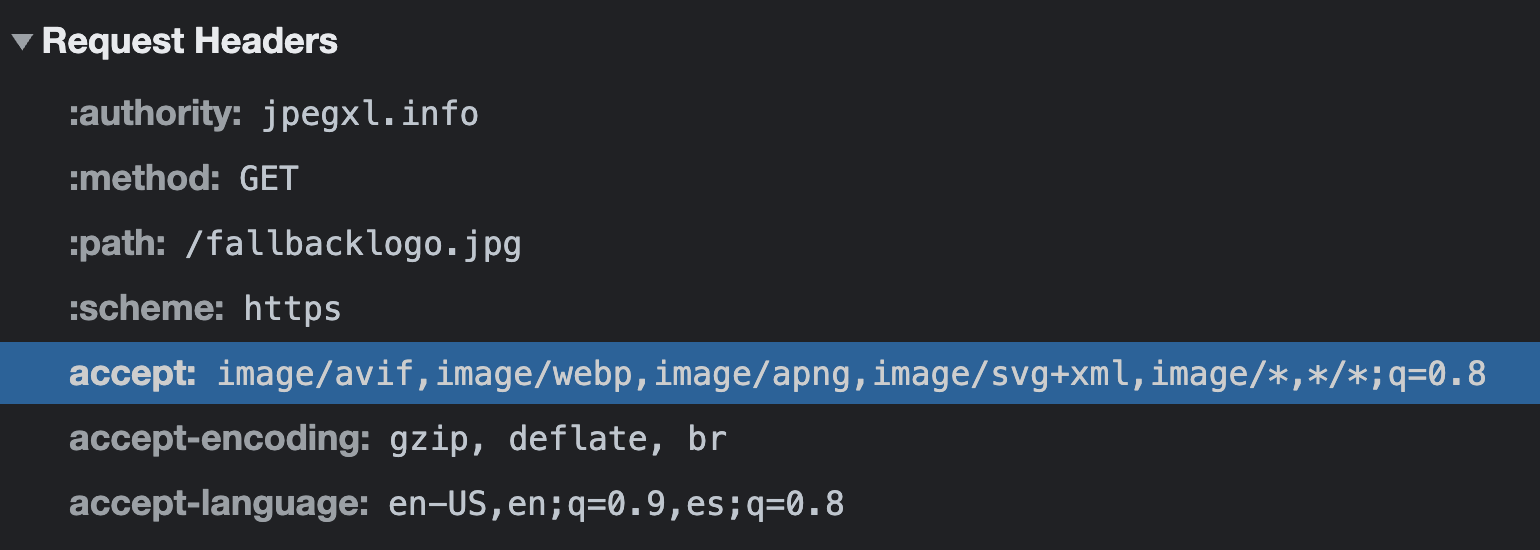 Request Headers
:authority: jpegxl.info
:method: GET
:path: /fallbacklogo.jpg
:scheme: https
accept: image/avif,image/webp,image/apng,image/svg+xml,image/*,*/*;q=0.8
accept-encoding: gzip, deflate, br
accept-language: en-US,en;q=0.9,es;q=0.8